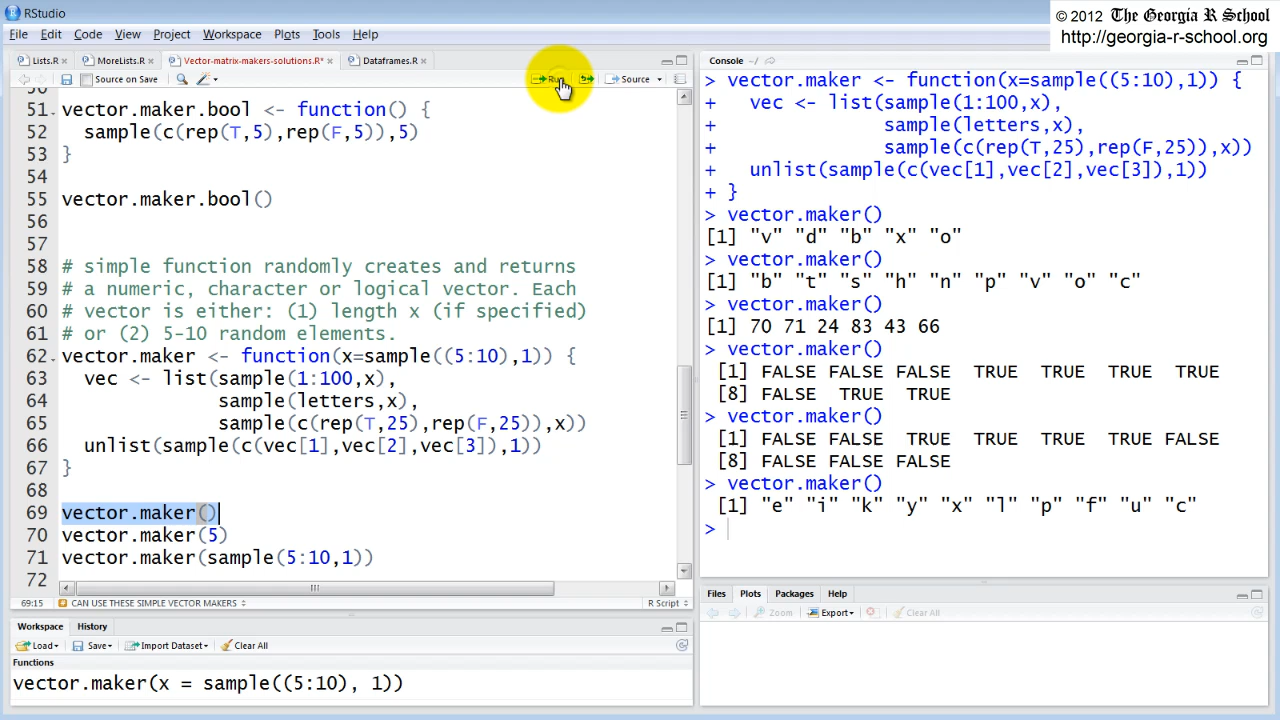 RStudio
© 2012 The Georgia R School
http://georgia-r-school.org
File Edit Code View Project Workspace Plots Tools Help
Lists.R MoreLists.R Vector-matrix-makers-solutions.R* Dataframes.R
Source on Save Run Source
50
51 vector.maker.bool <- function() {
52 sample(c(rep(T,5),rep(F,5)),5)
53 }
54
55 vector.maker.bool()
56
57
58 # simple function randomly creates and returns
59 # a numeric, character or logical vector. Each
60 # vector is either: (1) length x (if specified)
61 # or (2) 5-10 random elements.
62 vector.maker <- function(x=sample((5:10),1)) {
63 vec <- list(sample(1:100,x),
64 sample(letters,x),
65 sample(c(rep(T,25),rep(F,25)),x))
66 unlist(sample(c(vec[1],vec[2],vec[3]),1))
67 }
68
69 vector.maker()
70 vector.maker(5)
71 vector.maker(sample(5:10,1))
72
69:15 CAN USE THESE SIMPLE VECTOR MAKERS R Script
Workspace History
Load Save Import Dataset Clear All
Functions
vector.maker(x = sample((5:10), 1))
Console ~/
> vector.maker <- function(x=sample((5:10),1)) {
+ vec <- list(sample(1:100,x),
+ sample(letters,x),
+ sample(c(rep(T,25),rep(F,25)),x))
+ unlist(sample(c(vec[1],vec[2],vec[3]),1))
+ }
> vector.maker()
[1] "v" "d" "b" "x" "o"
> vector.maker()
[1] "b" "t" "s" "h" "n" "p" "v" "o" "c"
> vector.maker()
[1] 70 71 24 83 43 66
> vector.maker()
[1] FALSE FALSE FALSE TRUE TRUE TRUE TRUE
[8] FALSE TRUE TRUE
> vector.maker()
[1] FALSE FALSE TRUE TRUE TRUE TRUE FALSE
[8] FALSE FALSE FALSE
> vector.maker()
[1] "e" "i" "k" "y" "x" "l" "p" "f" "u" "c"
>
Files Plots Packages Help
Zoom Export Clear All